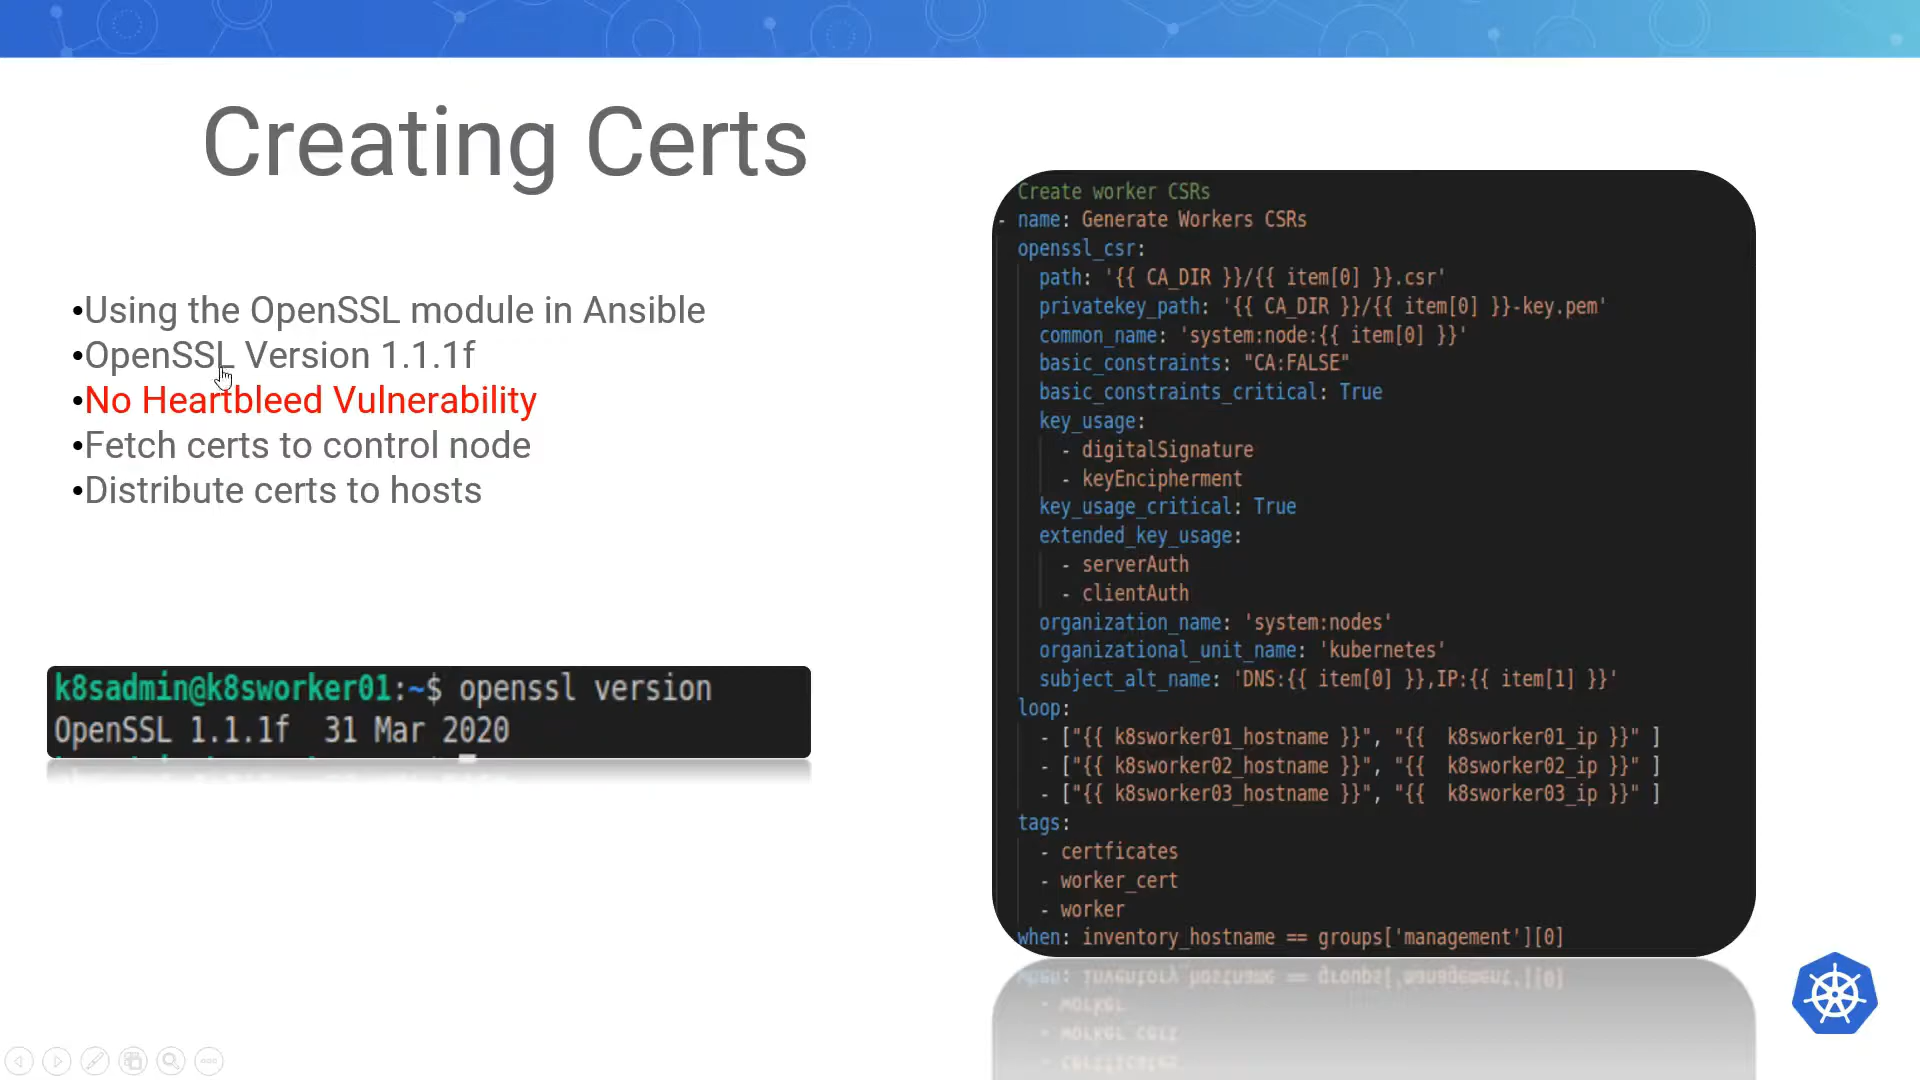 Creating Certs
•Using the OpenSSL module in Ansible
•OpenSSL Version 1.1.1f
•No Heartbleed Vulnerability
•Fetch certs to control node
•Distribute certs to hosts
k8sadmin@k8sworker01:~$ openssl version
OpenSSL 1.1.1f  31 Mar 2020
Create worker CSRs
- name: Generate Workers CSRs
openssl_csr:
path: '{{ CA_DIR }}/{{ item[0] }}.csr'
privatekey_path: '{{ CA_DIR }}/{{ item[0] }}-key.pem'
common_name: 'system:node:{{ item[0] }}'
basic_constraints: "CA:FALSE"
basic_constraints_critical: True
key_usage:
- digitalSignature
- keyEncipherment
key_usage_critical: True
extended_key_usage:
- serverAuth
- clientAuth
organization_name: 'system:nodes'
organizational_unit_name: 'kubernetes'
subject_alt_name: 'DNS:{{ item[0] }},IP:{{ item[1] }}'
loop:
- ["{{ k8sworker01_hostname }}", "{{  k8sworker01_ip }}" ]
- ["{{ k8sworker02_hostname }}", "{{  k8sworker02_ip }}" ]
- ["{{ k8sworker03_hostname }}", "{{  k8sworker03_ip }}" ]
tags:
- certficates
- worker_cert
- worker
when: inventory_hostname == groups['management'][0]